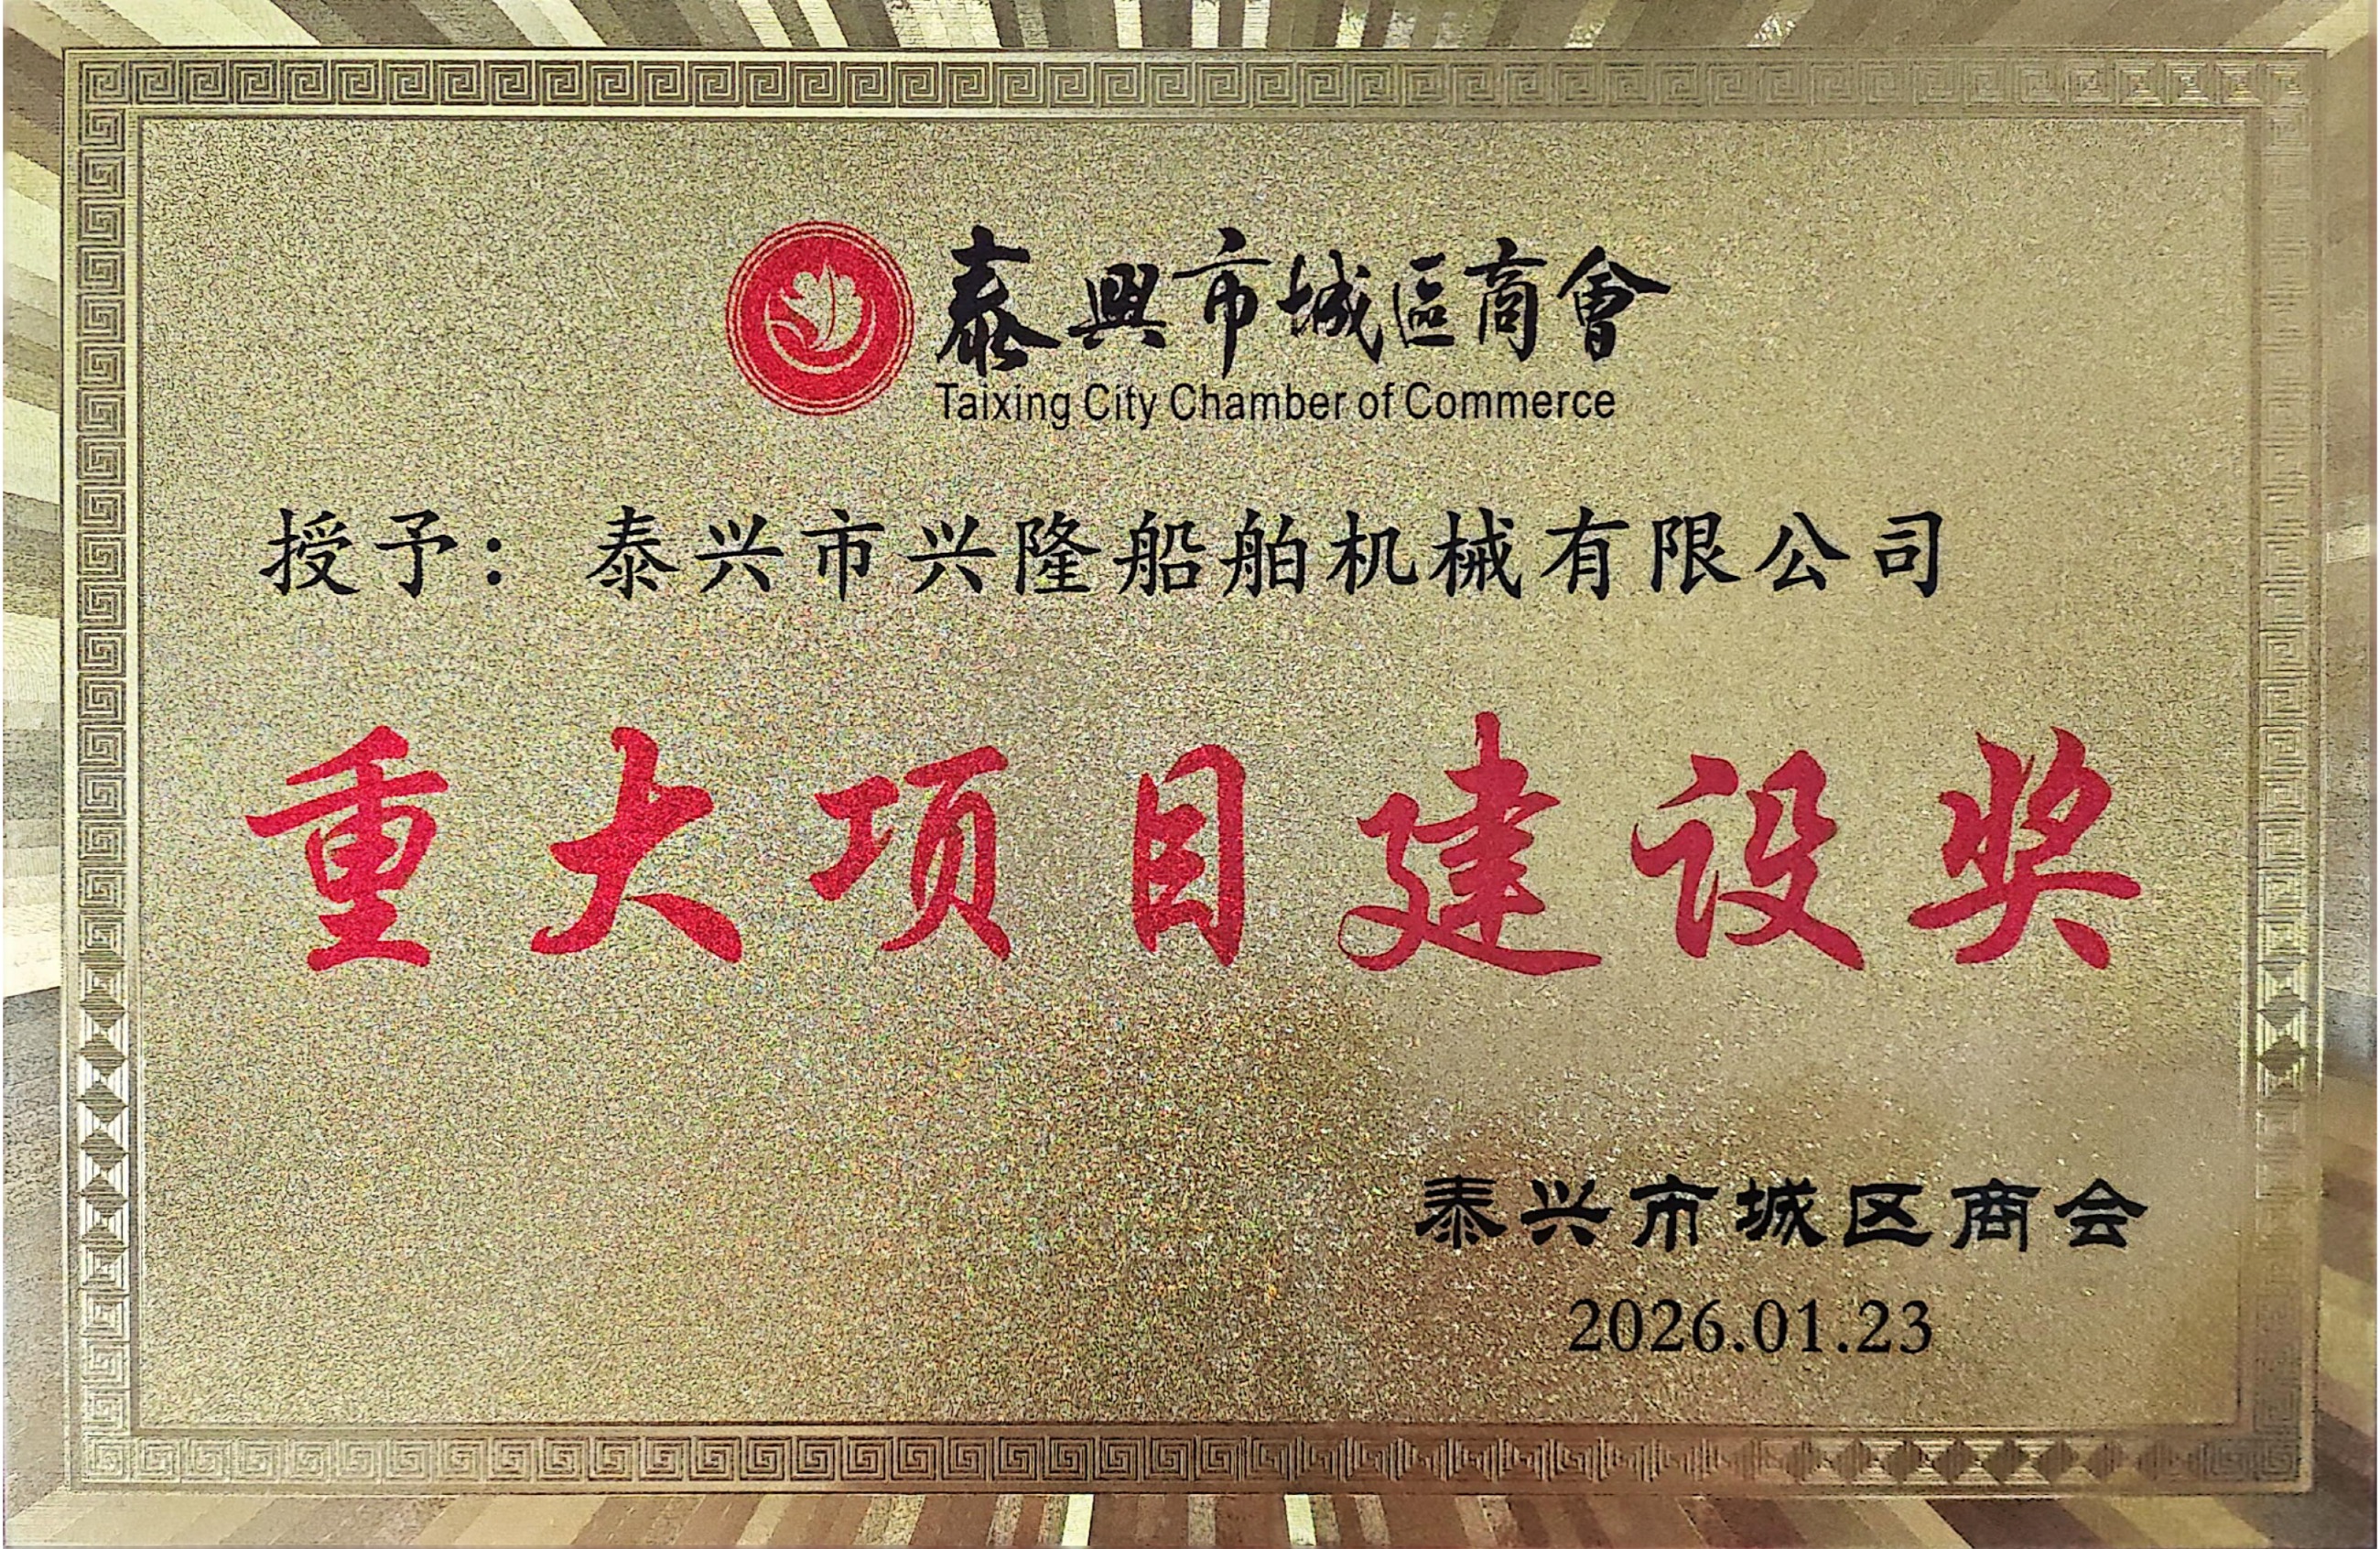 泰興市城區商會
Taixing City Chamber of Commerce
授予：泰兴市兴隆船舶机械有限公司
重大项目建设奖
泰兴市城区商会
2026.01.23